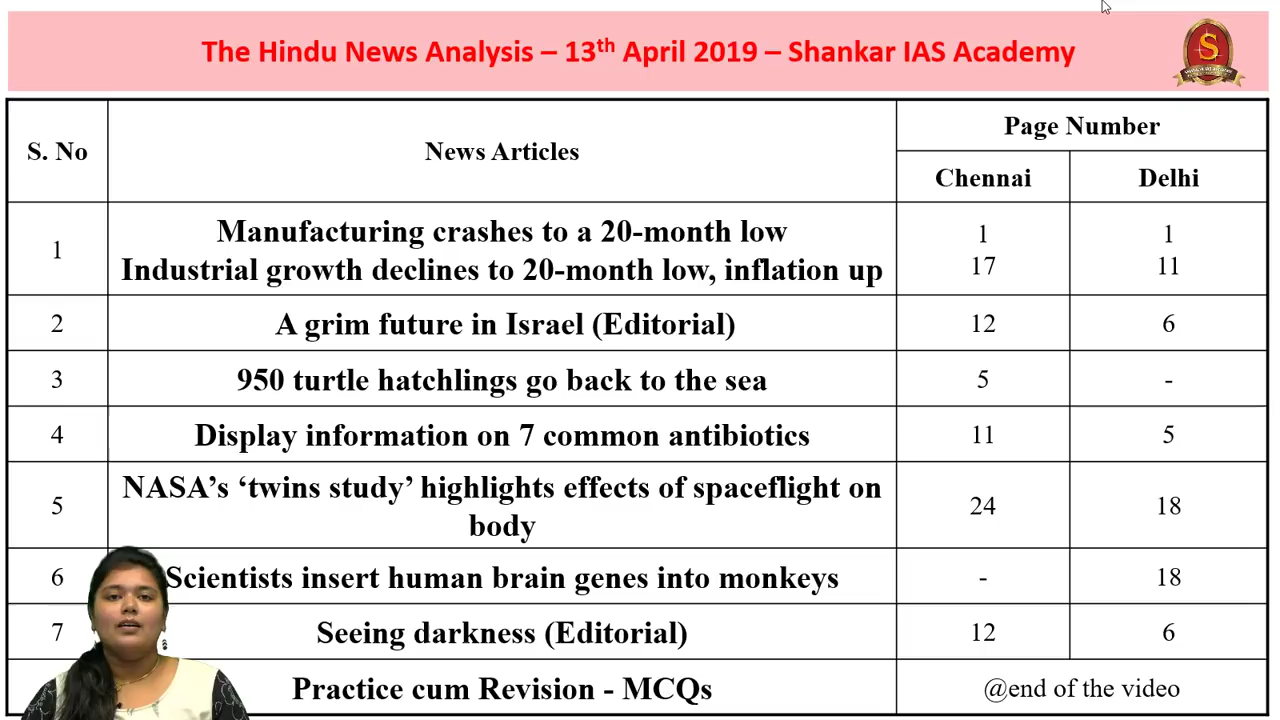 The Hindu News Analysis – 13th April 2019 – Shankar IAS Academy
S
S. No
News Articles
Page Number
Chennai
Delhi
1
Manufacturing crashes to a 20-month low
Industrial growth declines to 20-month low, inflation up
1
17
1
11
2
A grim future in Israel (Editorial)
12
6
3
950 turtle hatchlings go back to the sea
5
-
4
Display information on 7 common antibiotics
11
5
5
NASA’s ‘twins study’ highlights effects of spaceflight on
body
24
18
6
Scientists insert human brain genes into monkeys
-
18
7
Seeing darkness (Editorial)
12
6
Practice cum Revision - MCQs
@end of the video